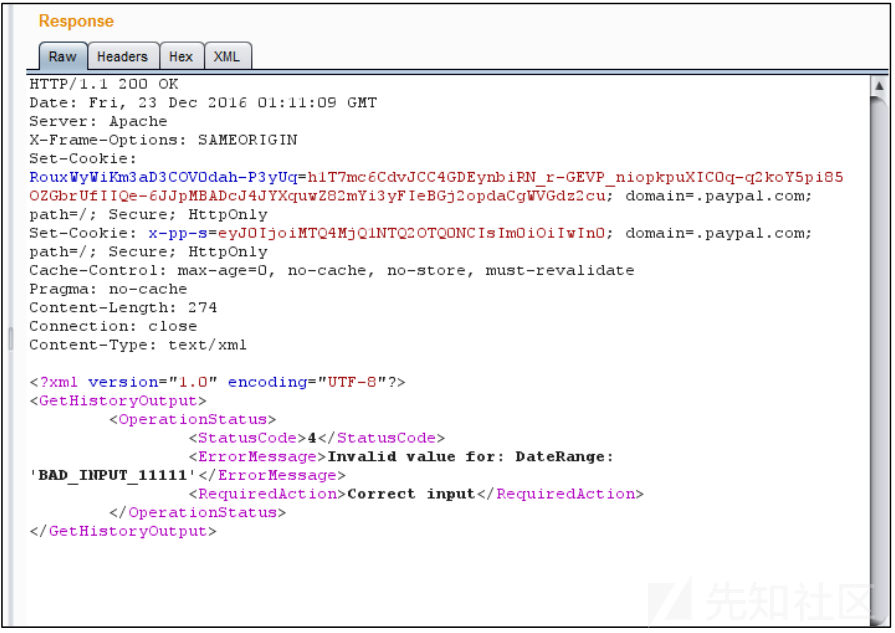 Response
Raw Headers Hex XML
HTTP/1.1 200 OK
Date: Fri, 23 Dec 2016 01:11:09 GMT
Server: Apache
X-Frame-Options: SAMEORIGIN
Set-Cookie:
RouxWyWiKm3aD3COV0dah-P3yUq=h1T7mc6CdvJCC4GDEynbiRN_r-GEVP_niopkpuXIC0q-q2koY5pi85
OZGbrUfIIQe-6JJpMBADcJ4JYXquwZ82mYi3yFIeBGj2opdaCgWVGdz2cu; domain=.paypal.com;
path=/; Secure; HttpOnly
Set-Cookie: x-pp-s=eyJ0IjoiMTQ4MjQ1NTQ2OTQ0NCIsIm0iOiIwIn0; domain=.paypal.com;
path=/; Secure; HttpOnly
Cache-Control: max-age=0, no-cache, no-store, must-revalidate
Pragma: no-cache
Content-Length: 274
Connection: close
Content-Type: text/xml
<?xml version="1.0" encoding="UTF-8"?>
<GetHistoryOutput>
<OperationStatus>
<StatusCode>4</StatusCode>
<ErrorMessage>Invalid value for: DateRange:
'BAD_INPUT_11111'</ErrorMessage>
<RequiredAction>Correct input</RequiredAction>
</OperationStatus>
</GetHistoryOutput>
先知社区